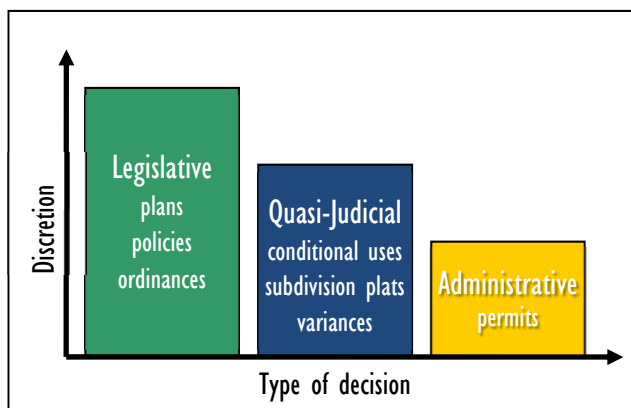 Discretion
Legislative
plans
policies
ordinances
Quasi-Judicial
conditional uses
subdivision plats
variances
Administrative
permits
Type of decision